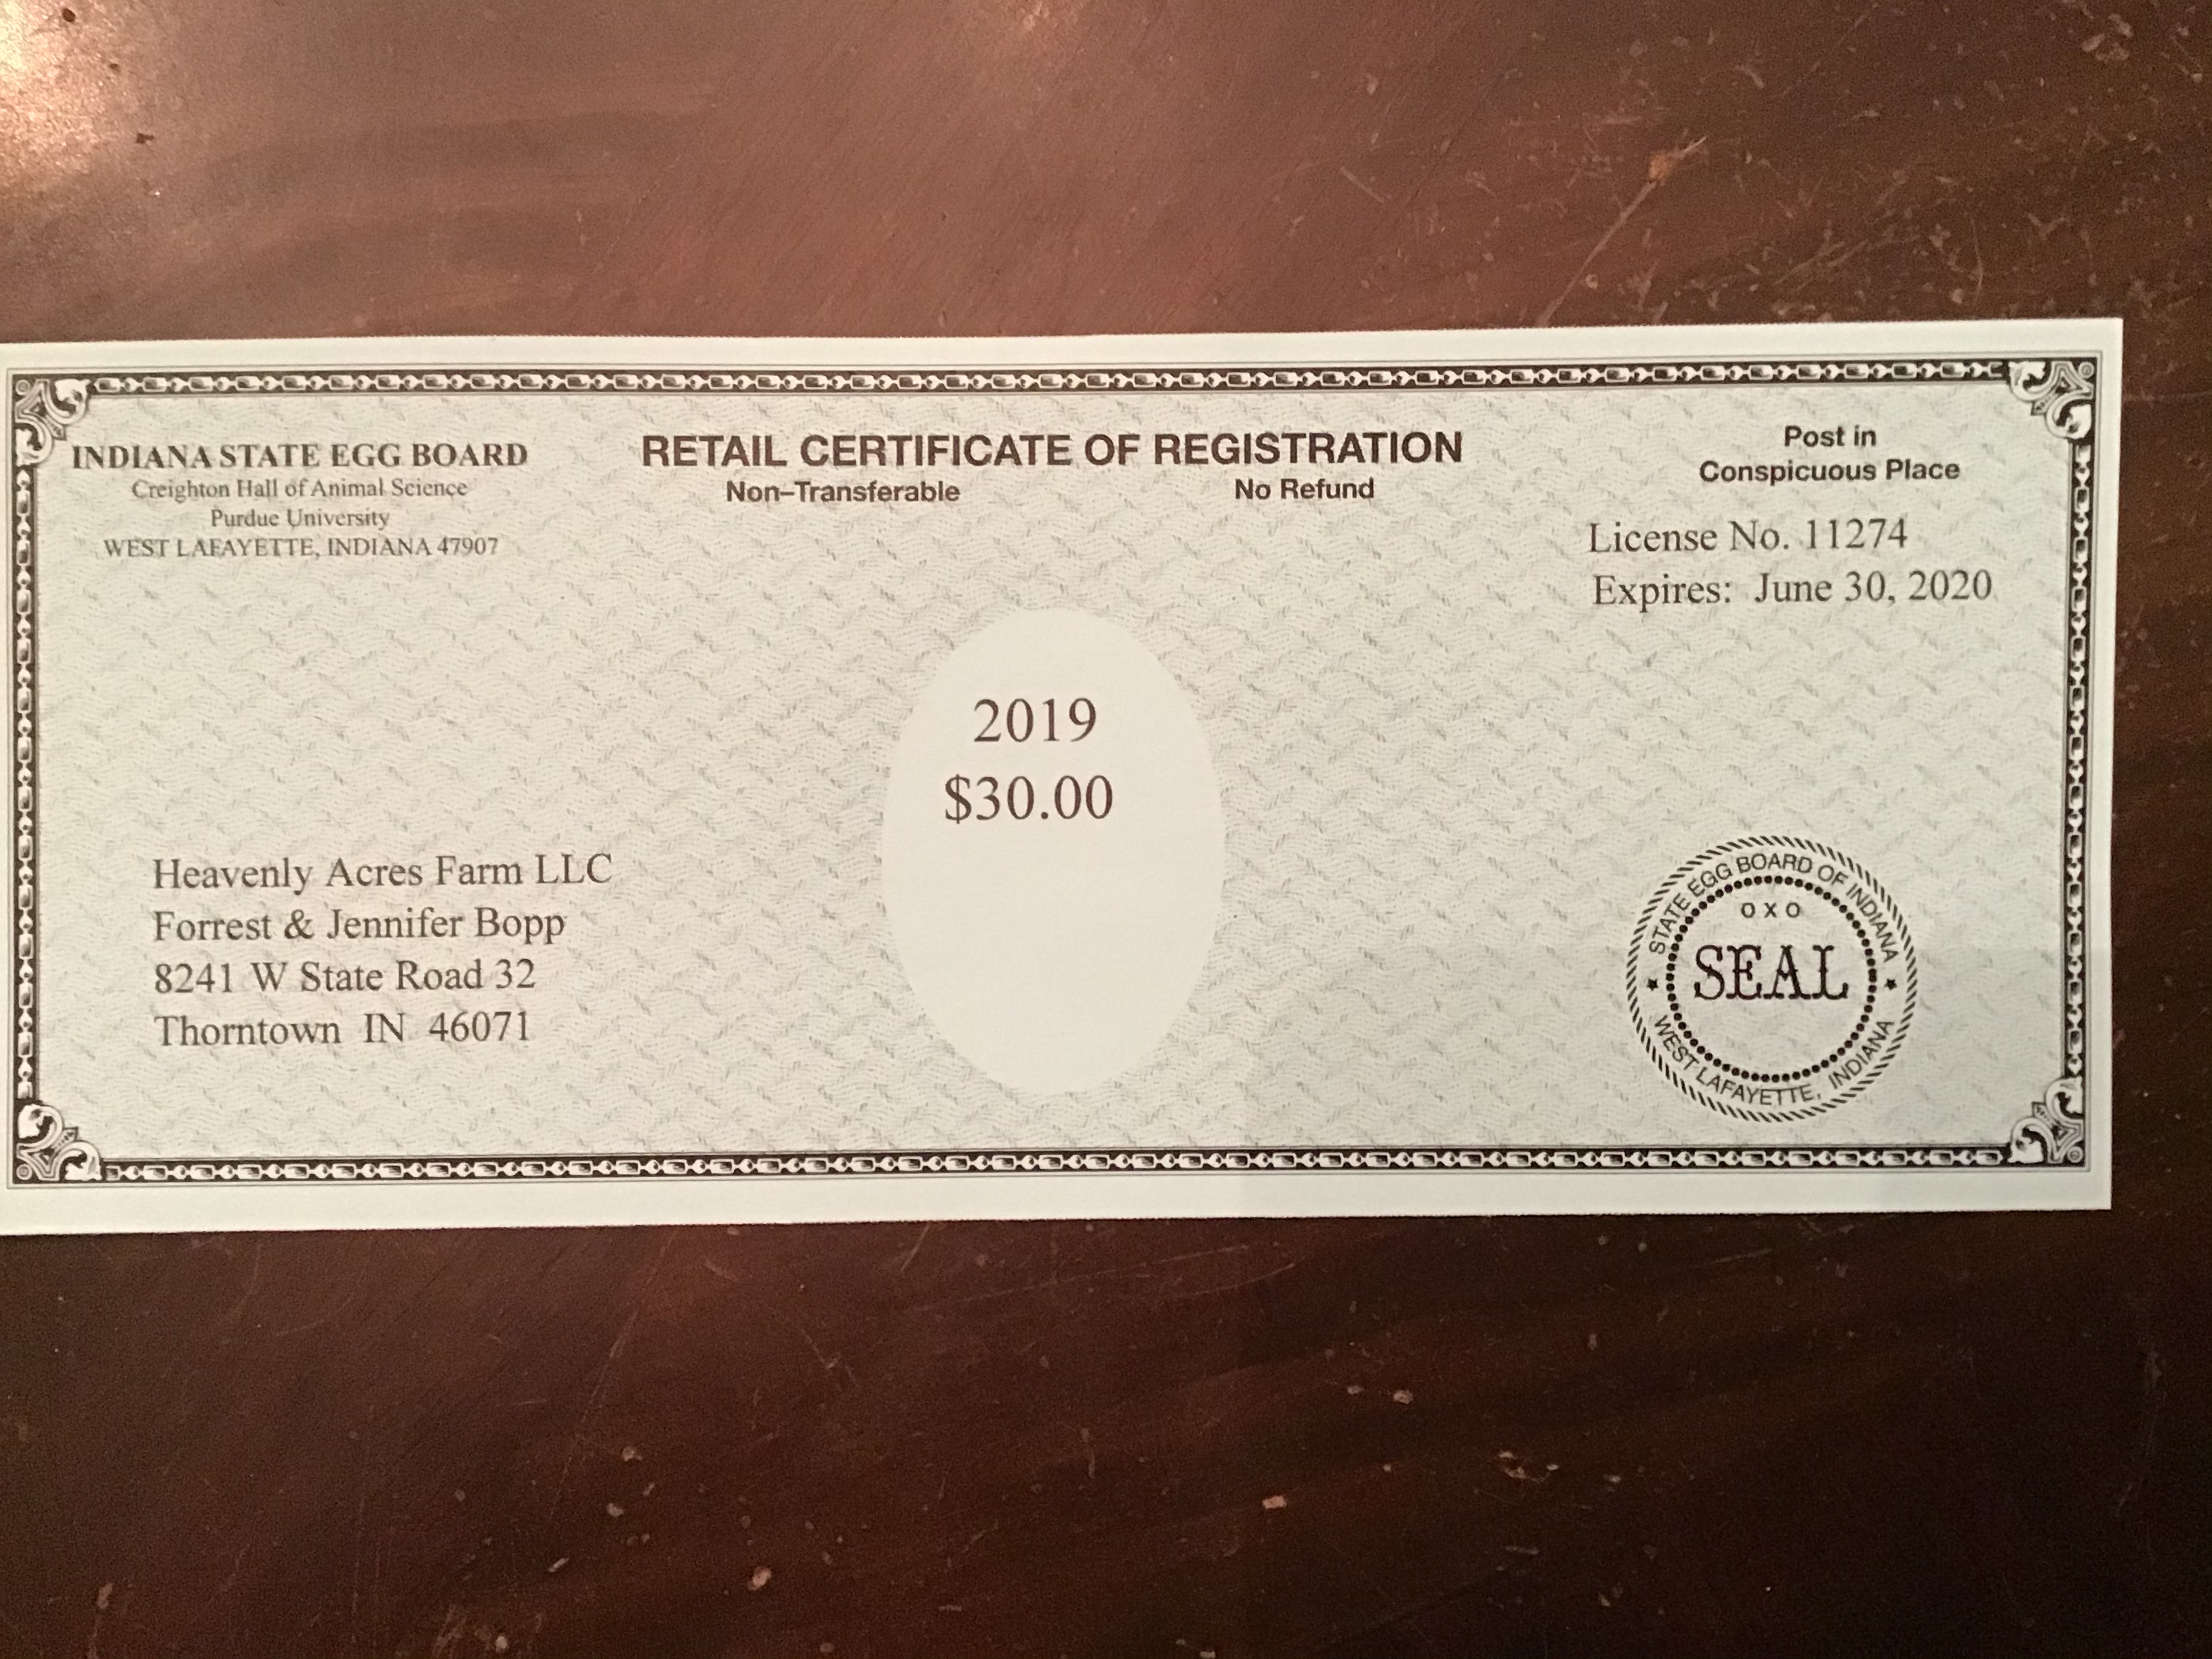 INDIANA STATE EGG BOARD
Creighton Hall of Animal Science
Purdue University
WEST LAFAYETTE, INDIANA 47907
RETAIL CERTIFICATE OF REGISTRATION
Non–Transferable No Refund
Post in
Conspicuous Place
License No. 11274
Expires: June 30, 2020
2019
$30.00
Heavenly Acres Farm LLC
Forrest & Jennifer Bopp
8241 W State Road 32
Thorntown IN 46071
STATE EGG BOARD OF INDIANA
OXO
SEAL
WEST LAFAYETTE, INDIANA